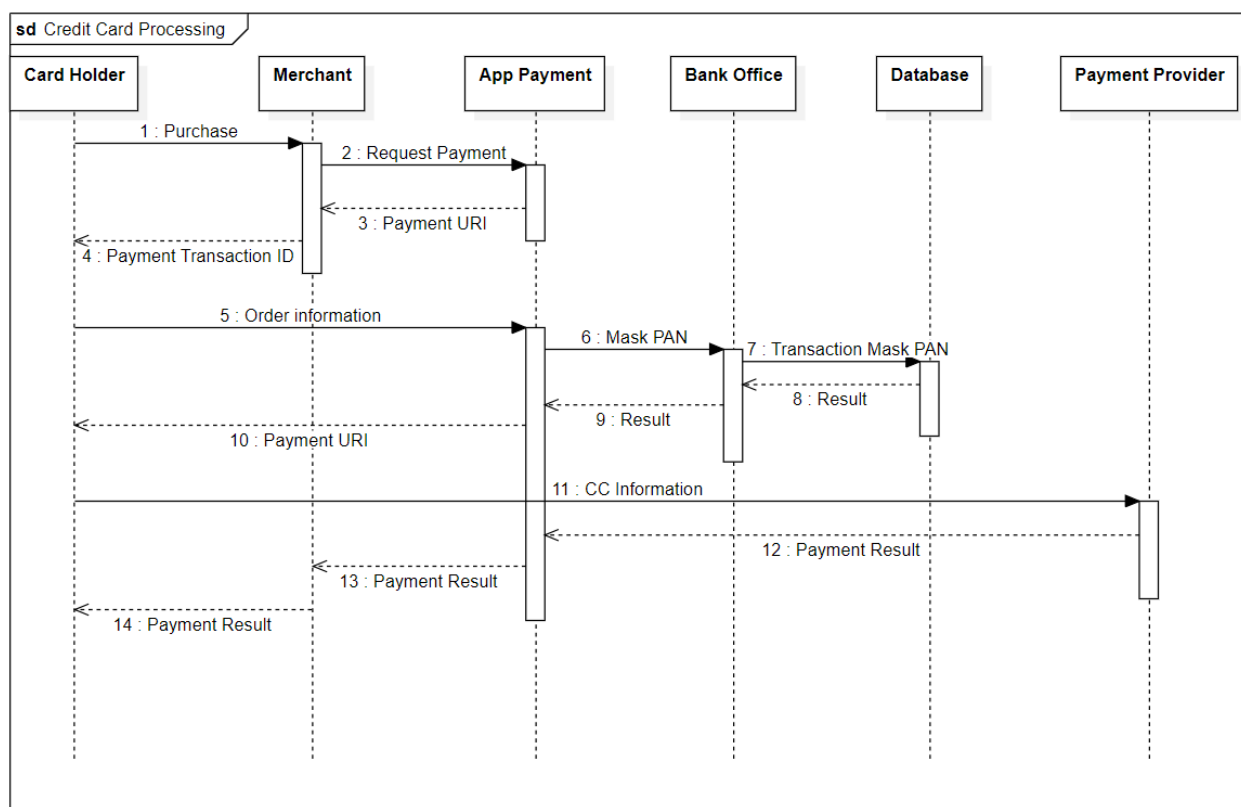 sd Credit Card Processing
Card Holder
Merchant
App Payment
Bank Office
Database
Payment Provider
1 : Purchase
2 : Request Payment
3 : Payment URI
4 : Payment Transaction ID
5 : Order information
6 : Mask PAN
7 : Transaction Mask PAN
8 : Result
9 : Result
10 : Payment URI
11 : CC Information
12 : Payment Result
13 : Payment Result
14 : Payment Result